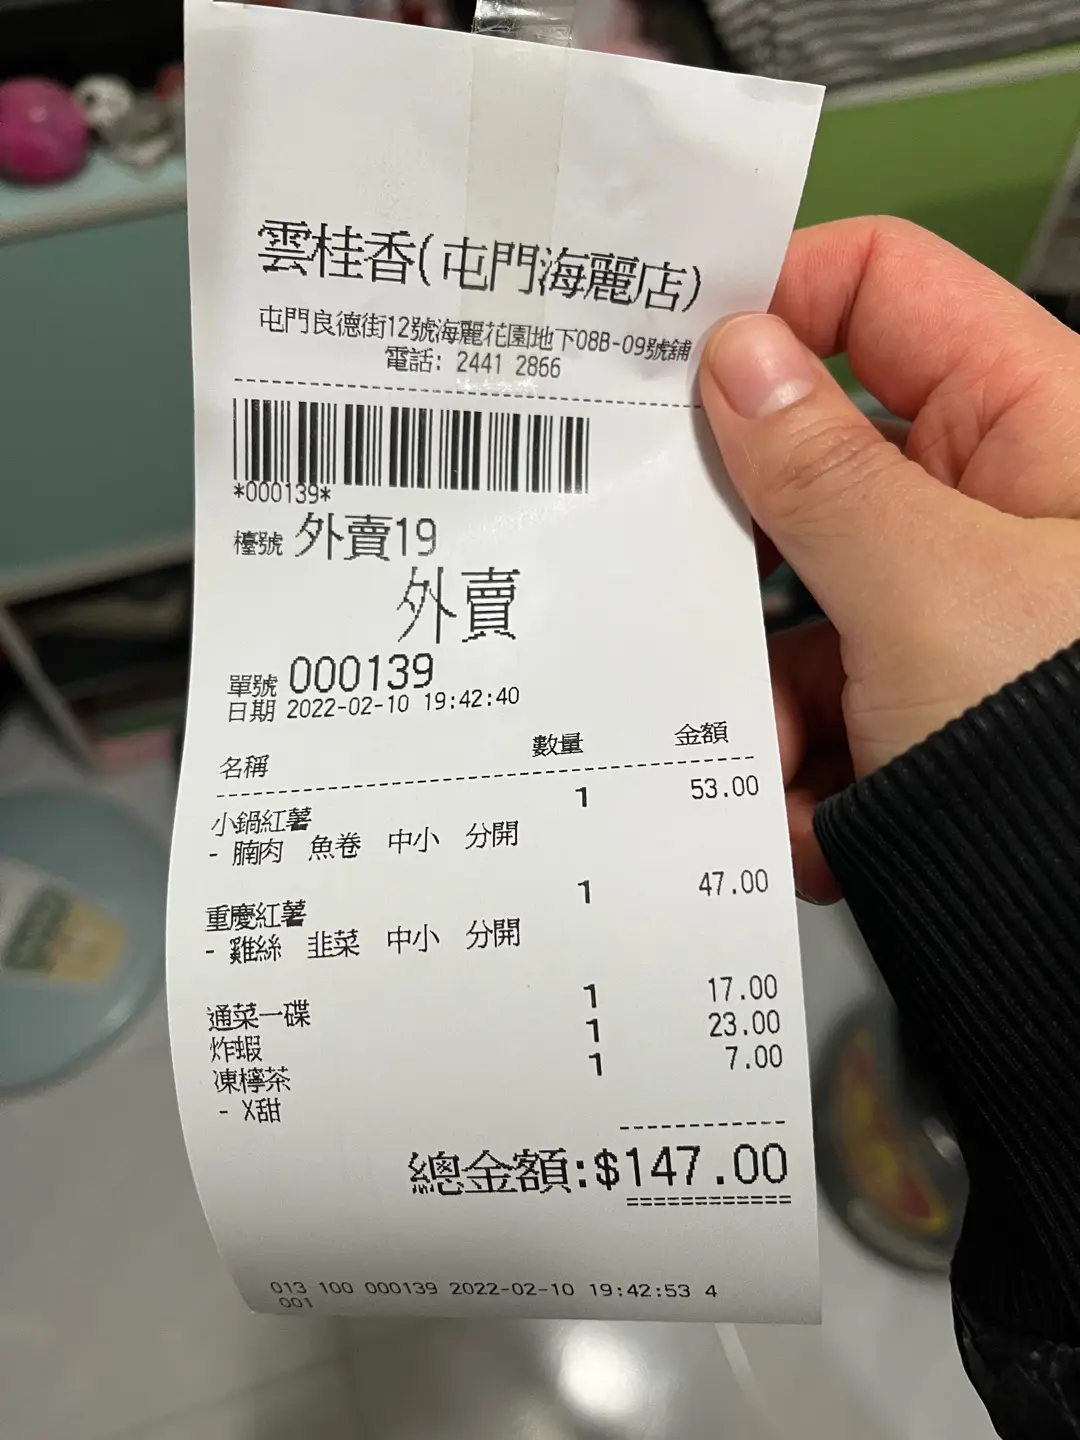 雲桂香(屯門海麗店)
屯門良德街12號海麗花園地下08B-09號舖
電話: 2441 2866
*000139*
檯號 外賣19
外賣
單號 000139
日期 2022-02-10 19:42:40
名稱 數量 金額
小鍋紅薯 1 53.00
- 腩肉 魚卷 中小 分開
重慶紅薯 1 47.00
- 雞絲 韭菜 中小 分開
通菜一碟 1 17.00
炸蝦 1 23.00
凍檸茶 1 7.00
- X甜
總金額:$147.00
013 100 000139 2022-02-10 19:42:53 4
001